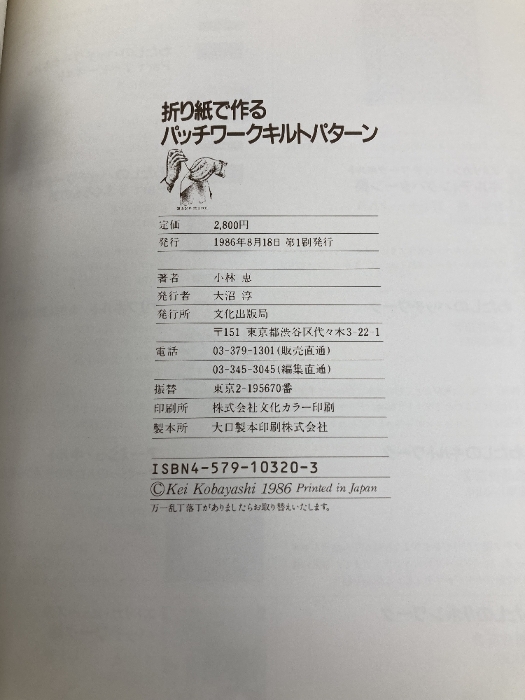 折り紙で作る
パッチワークキルトパターン
定価 2,800円
発行 1986年8月18日 第1刷発行
著者 小林 恵
発行者 大沼 淳
発行所 文化出版局
〒151 東京都渋谷区代々木3-22-1
電話 03-379-1301(販売直通)
03-345-3045(編集直通)
振替 東京2-195670番
印刷所 株式会社文化カラー印刷
製本所 大口製本印刷株式会社
ISBN4-579-10320-3
©Kei Kobayashi 1986 Printed in Japan
万一乱丁落丁がありましたらお取り替えいたします。